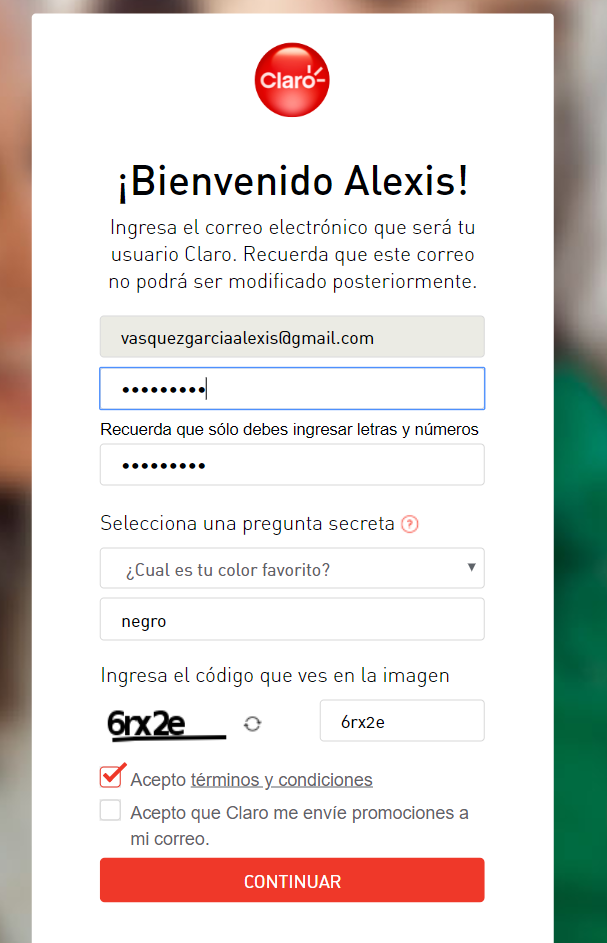 Claro
¡Bienvenido Alexis!
Ingresa el correo electrónico que será tu
usuario Claro. Recuerda que este correo
no podrá ser modificado posteriormente.
vasquezgarciaalexis@gmail.com
•••••••••
Recuerda que sólo debes ingresar letras y números
•••••••••
Selecciona una pregunta secreta ?
¿Cual es tu color favorito?
negro
Ingresa el código que ves en la imagen
6rx2e 6rx2e
Acepto términos y condiciones
Acepto que Claro me envíe promociones a
mi correo.
CONTINUAR